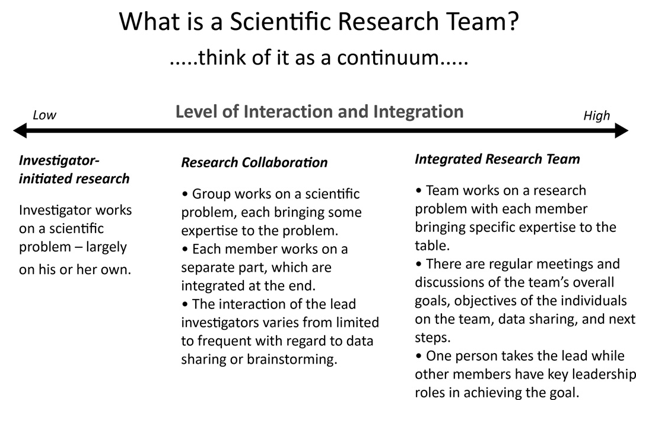 What is a Scientific Research Team?
.....think of it as a continuum.....
Low
Level of Interaction and Integration
High
Investigator-
initiated research
Investigator works
on a scientific
problem – largely
on his or her own.
Research Collaboration
• Group works on a scientific
problem, each bringing some
expertise to the problem.
• Each member works on a
separate part, which are
integrated at the end.
• The interaction of the lead
investigators varies from limited
to frequent with regard to data
sharing or brainstorming.
Integrated Research Team
• Team works on a research
problem with each member
bringing specific expertise to the
table.
• There are regular meetings and
discussions of the team’s overall
goals, objectives of the individuals
on the team, data sharing, and next
steps.
• One person takes the lead while
other members have key leadership
roles in achieving the goal.